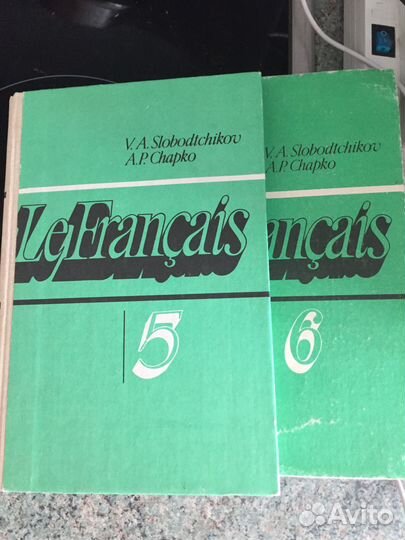 V. A. Slobodtchikov
A. P. Chapko
Le Français
5
V. A. Slobodtchikov
A. P. Chapko
ançais
6
Avito